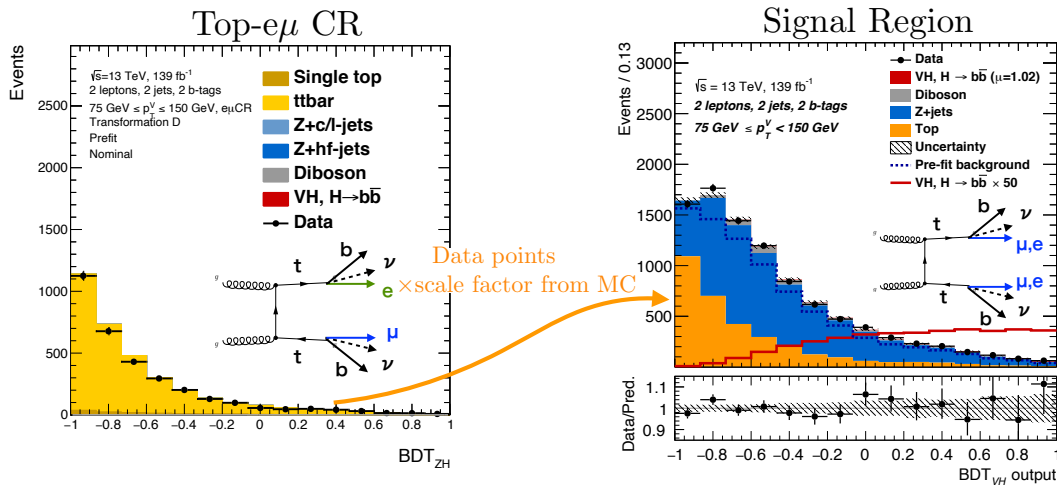 Top-eμ CR
Events
2500
2000
1500
1000
500
0
√s=13 TeV, 139 fb⁻¹
2 leptons, 2 jets, 2 b-tags
75 GeV ≤ p_T^V ≤ 150 GeV, eμCR
Transformation D
Prefit
Nominal
Single top
ttbar
Z+c/l-jets
Z+hf-jets
Diboson
VH, H→bb̅
Data
g
t
b
ν
e
g
t
μ
ν
b
−1 −0.8 −0.6 −0.4 −0.2 0 0.2 0.4 0.6 0.8 1
BDT_ZH
Data points
×scale factor from MC
Signal Region
Events / 0.13
3000
2500
2000
1500
1000
500
√s = 13 TeV, 139 fb⁻¹
2 leptons, 2 jets, 2 b-tags
75 GeV ≤ p_T^V < 150 GeV
Data
VH, H → bb̅ (μ=1.02)
Diboson
Z+jets
Top
Uncertainty
Pre-fit background
VH, H → bb̅ × 50
g
t
b
ν
μ,e
g
t
μ,e
ν
b
Data/Pred.
1.1
1
0.9
−1 −0.8 −0.6 −0.4 −0.2 0 0.2 0.4 0.6 0.8 1
BDT_VH output